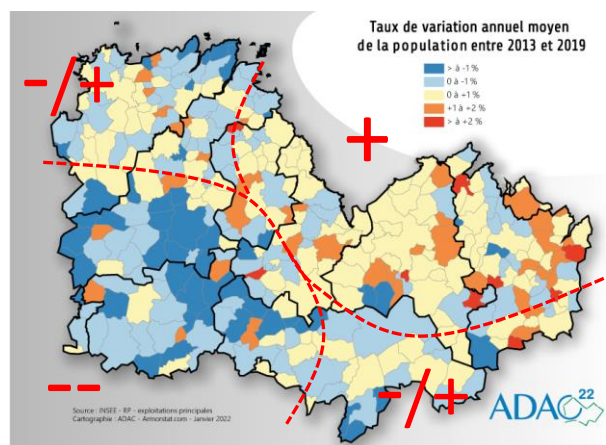 Taux de variation annuel moyen
de la population entre 2013 et 2019
> à -1 %
0 à -1 %
0 à +1 %
+1 à +2 %
> à +2 %
- / +
+
- -
- / +
Source : INSEE - RP - exploitations principales
Cartographie : ADAC - Armorstat.com - Janvier 2022
ADAC 22